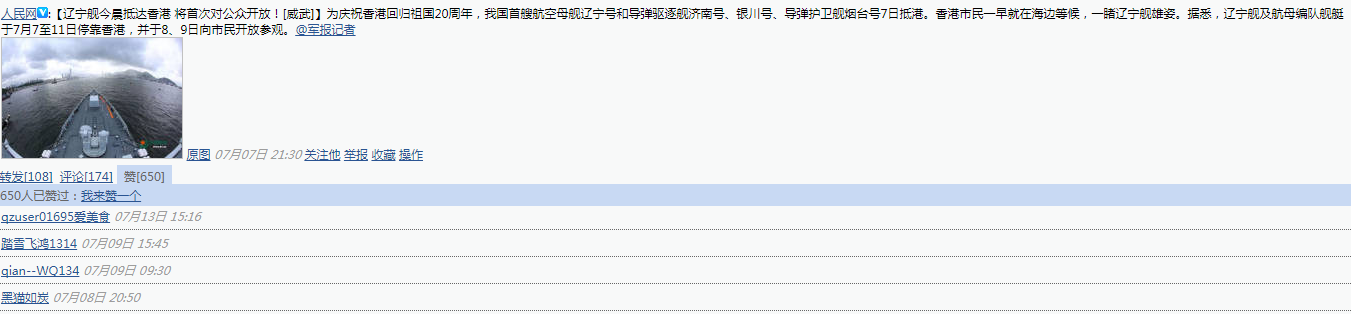 人民网:【辽宁舰今晨抵达香港 将首次对公众开放！[威武]】为庆祝香港回归祖国20周年，我国首艘航空母舰辽宁号和导弹驱逐舰济南号、银川号、导弹护卫舰烟台号7日抵港。香港市民一早就在海边等候，一睹辽宁舰雄姿。据悉，辽宁舰及航母编队舰艇
于7月7至11日停靠香港，并于8、9日向市民开放参观。@军报记者
原图 07月07日 21:30 关注他 举报 收藏 操作
转发[108] 评论[174] 赞[650]
650人已赞过：我来赞一个
qzuser01695爱美食 07月13日 15:16
踏雪飞鸿1314 07月09日 15:45
qian--WQ134 07月09日 09:30
黑猫如炭 07月08日 20:50